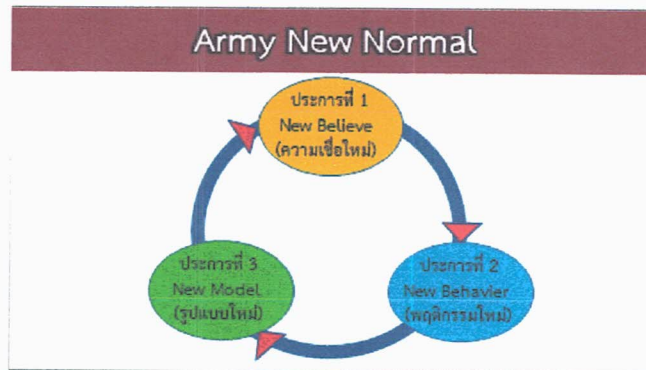 Army New Normal
ประการที่ 1
New Believe
(ความเชื่อใหม่)
ประการที่ 2
New Behavier
(พฤติกรรมใหม่)
ประการที่ 3
New Model
(รูปแบบใหม่)